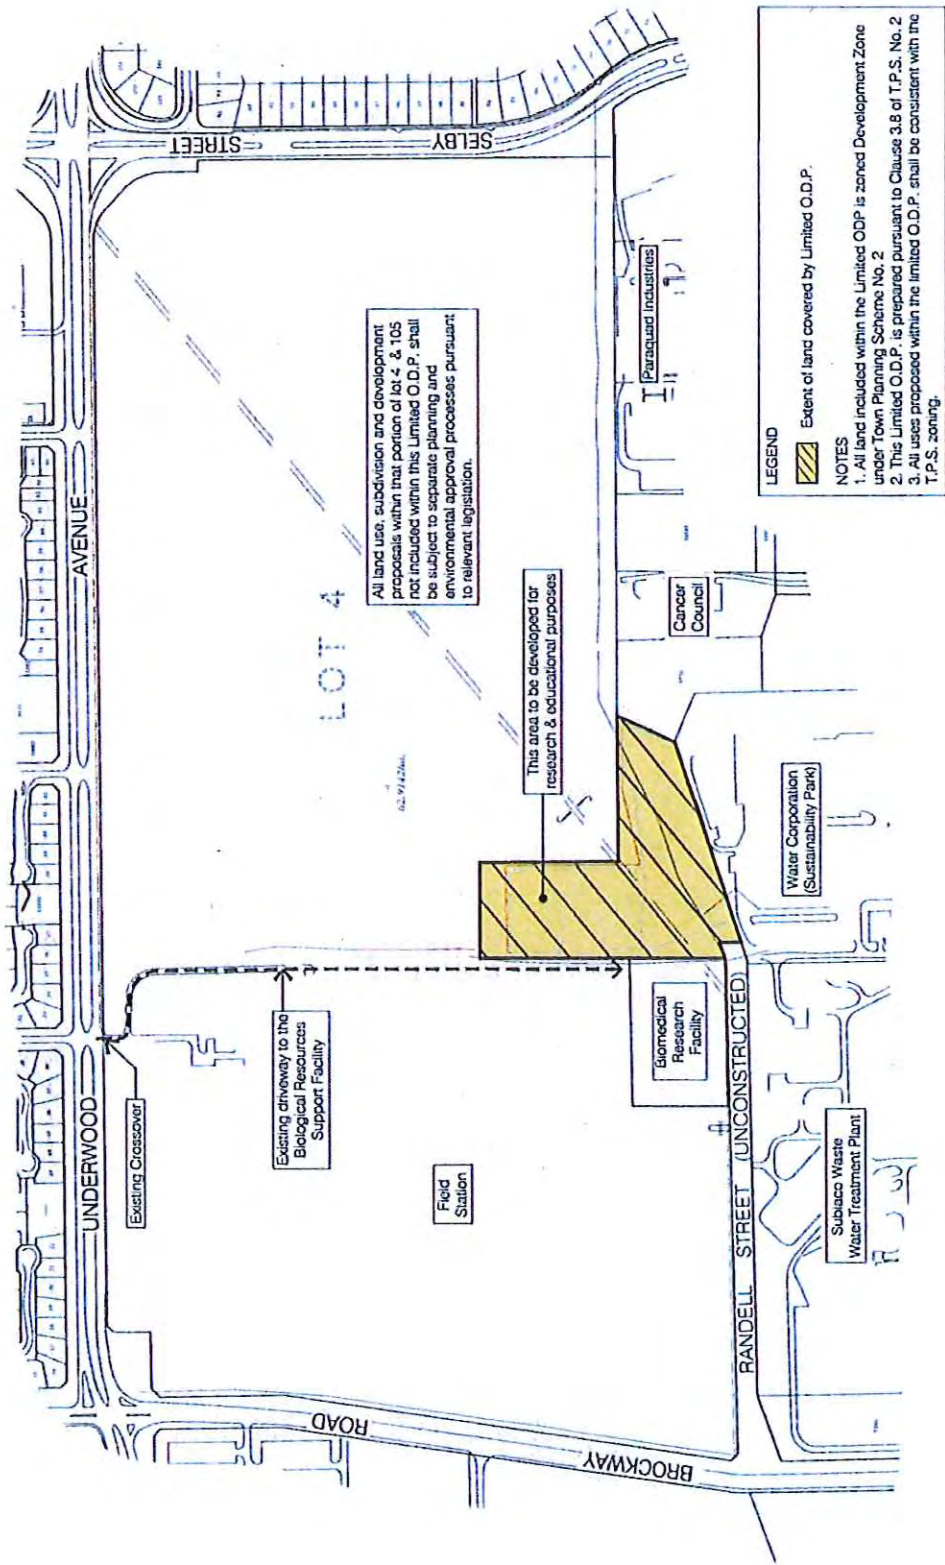 STREET
SELBY
UNDERWOOD
AVENUE
ROAD
BROCKWAY
LOT 4
All land use, subdivision and development
proposals within that portion of lot 4 & 105
not included within this Limited O.D.P. shall
be subject to separate planning and
environmental approval processes pursuant
to relevant legislation.
This area to be developed for
research & educational purposes
Existing Crossover
Existing driveway to the
Biological Resources
Support Facility
Field
Station
Biomedical
Research
Facility
RANDELL STREET (UNCONSTRUCTED)
Subiaco Waste
Water Treatment Plant
Water Corporation
(Sustainability Park)
Cancer
Council
Paraquad Industries
LEGEND
Extent of land covered by Limited O.D.P.
NOTES
1. All land included within the Limited ODP is zoned Development Zone
under Town Planning Scheme No. 2
2. This Limited O.D.P. is prepared pursuant to Clause 3.8 of T.P.S. No. 2
3. All uses proposed within the limited O.D.P. shall be consistent with the
T.P.S. zoning.